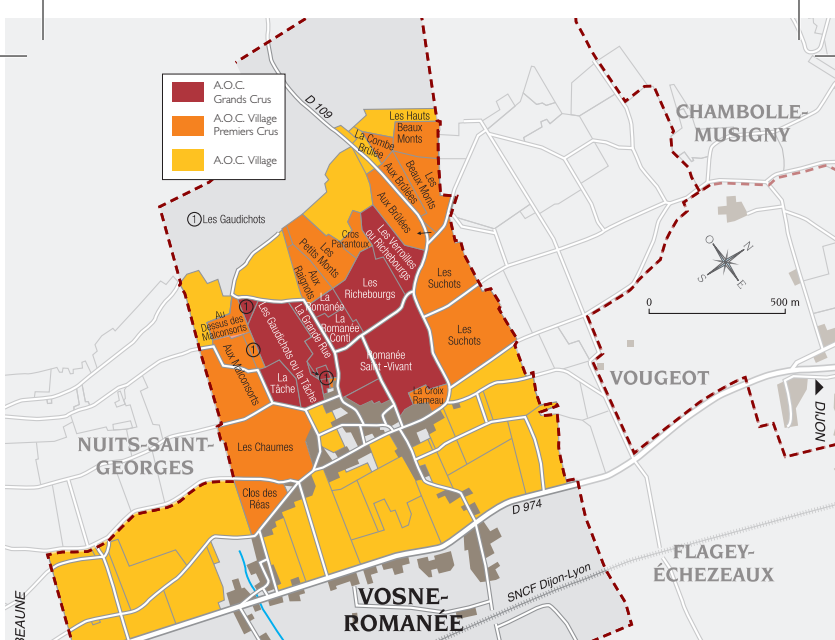 A.O.C.
Grands Crus
A.O.C. Village
Premiers Crus
A.O.C. Village
D 109
Les Hauts
Beaux
Monts
La Combe
Brûlée
Les
Beaux Monts
Aux Brûlées
Aux Brûlées
CHAMBOLLE-
MUSIGNY
1 Les Gaudichots
Cros
Parantoux
Les Verroilles
ou Richebourgs
Les
Petits Monts
Aux
Raignots
Les
Richebourgs
Les
Suchots
O
N
S
E
0
500 m
La
Romanée
La
Romanée
Conti
La Grande Rue
Les Gaudichots ou la Tâche
1
Au
Dessus des
Malconsorts
1
Aux Malconsorts
Les
Suchots
Romanée
Saint -Vivant
La
Tâche
1
La Croix
Rameau
VOUGEOT
DIJON
NUITS-SAINT-
GEORGES
Les Chaumes
Clos des
Réas
D 974
FLAGEY-
ÉCHEZEAUX
SNCF Dijon-Lyon
VOSNE-
ROMANÉE
BEAUNE